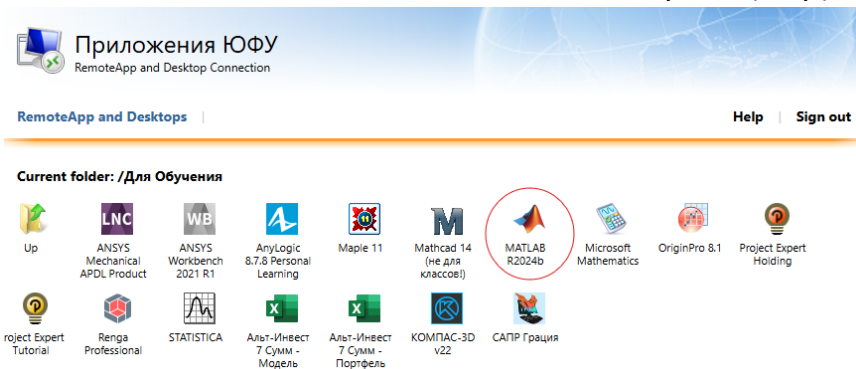 Приложения ЮФУ
RemoteApp and Desktop Connection
RemoteApp and Desktops
Help
Sign out
Current folder: /Для Обучения
Up
LNC
ANSYS
Mechanical
APDL Product
WB
ANSYS
Workbench
2021 R1
AnyLogic
8.7.8 Personal
Learning
11
Maple 11
Mathcad 14
(не для
классов!)
MATLAB
R2024b
Microsoft
Mathematics
OriginPro 8.1
Project Expert
Holding
roject Expert
Tutorial
Renga
Professional
STATISTICA
Альт-Инвест
7 Сумм -
Модель
Альт-Инвест
7 Сумм -
Портфель
КОМПАС-3D
v22
САПР Грация